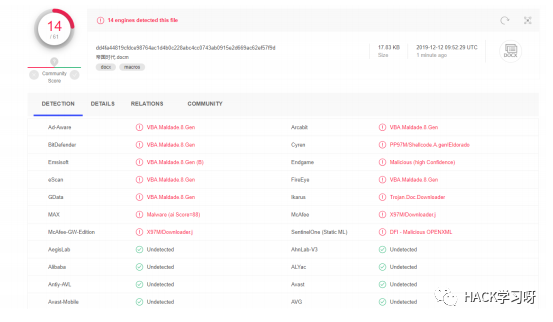 14
/ 61
Community
Score
14 engines detected this file
帝国时代.docm
docx macros
17.83 KB
Size
2019-12-12 09:52:29 UTC
1 minute ago
DOCX
DETECTION DETAILS RELATIONS COMMUNITY
Ad-Aware VBA.Maldade.8.Gen Arcabit VBA.Maldade.8.Gen
BitDefender VBA.Maldade.8.Gen Cyren PP97M/Shellcode.A.gen!Eldorado
Emsisoft VBA.Maldade.8.Gen (B) Endgame Malicious (high Confidence)
eScan VBA.Maldade.8.Gen FireEye VBA.Maldade.8.Gen
GData VBA.Maldade.8.Gen Ikarus Trojan.Doc.Downloader
MAX Malware (ai Score=88) McAfee X97M/Downloader.j
McAfee-GW-Edition X97M/Downloader.j SentinelOne (Static ML) DFI - Malicious OPENXML
AegisLab Undetected AhnLab-V3 Undetected
Alibaba Undetected ALYac Undetected
Antiy-AVL Undetected Avast Undetected
Avast-Mobile Undetected AVG
HACK学习呀